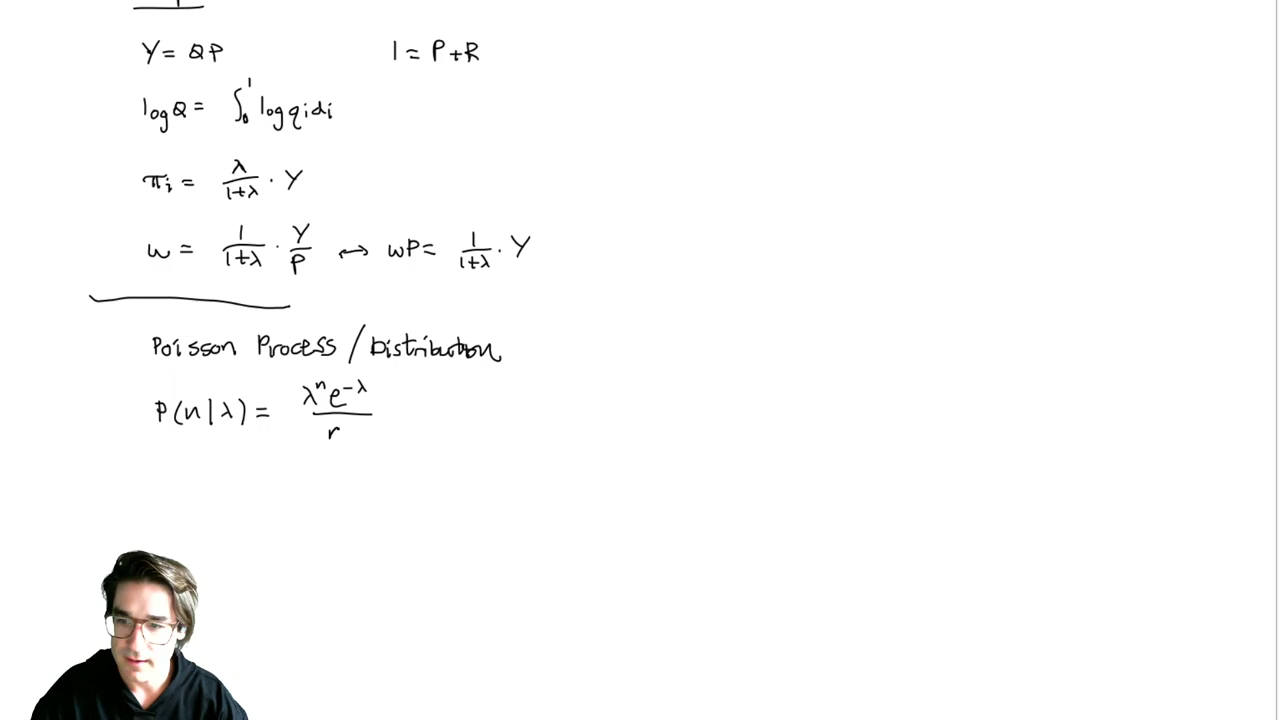 Y = QP    1 = P+R
log Q = ∫₀¹ log qᵢ di
πᵢ = λ/(1+λ) · Y
w = 1/(1+λ) · Y/P ↔ wP = 1/(1+λ) · Y
Poisson Process / Distribution
P(n|λ) = λⁿe^(-λ)/r